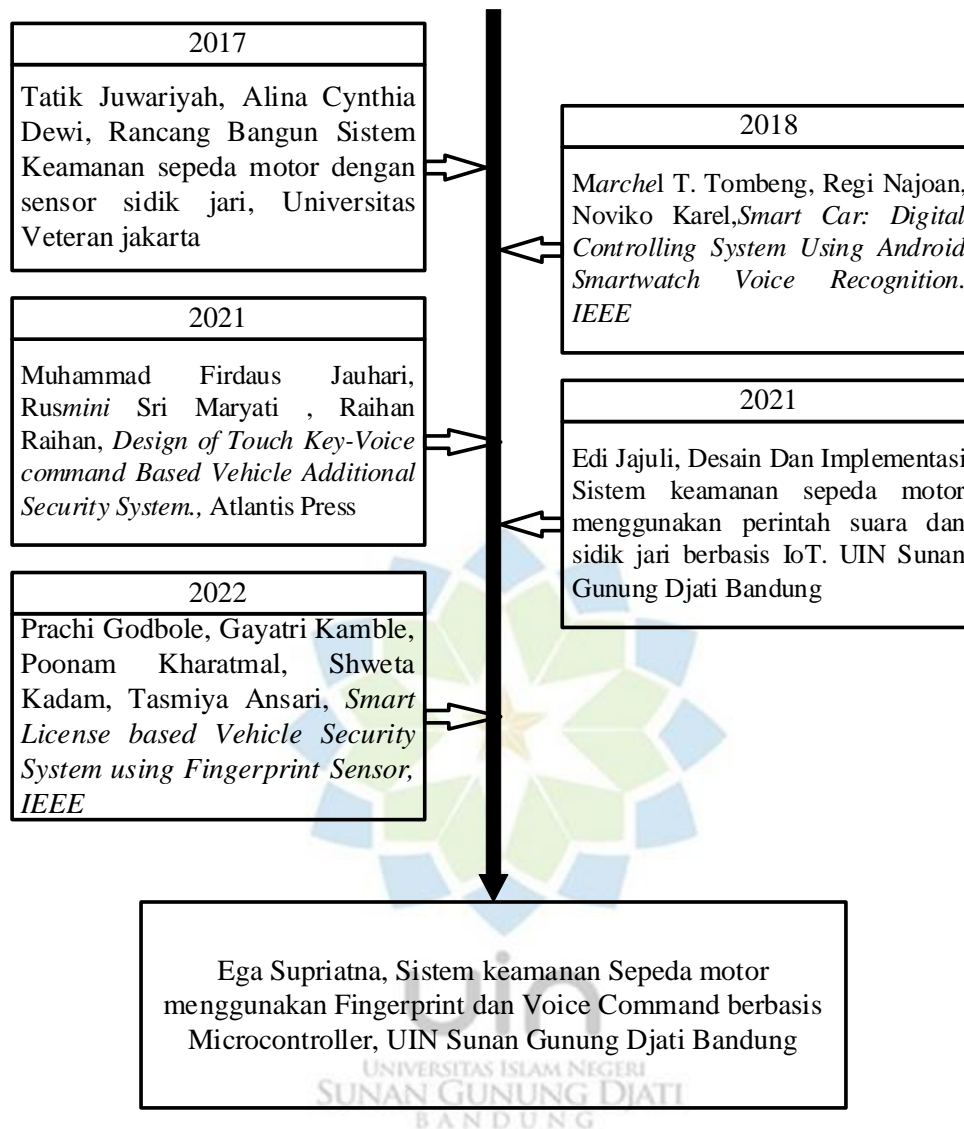 2017
Tatik Juwariyah, Alina Cynthia
Dewi, Rancang Bangun Sistem
Keamanan sepeda motor dengan
sensor sidik jari, Universitas
Veteran jakarta
2018
Marchel T. Tombeng, Regi Najoan,
Noviko Karel,Smart Car: Digital
Controlling System Using Android
Smartwatch Voice Recognition.
IEEE
2021
Muhammad Firdaus Jauhari,
Rusmini Sri Maryati , Raihan
Raihan, Design of Touch Key-Voice
command Based Vehicle Additional
Security System., Atlantis Press
2021
Edi Jajuli, Desain Dan Implementasi
Sistem keamanan sepeda motor
menggunakan perintah suara dan
sidik jari berbasis IoT. UIN Sunan
Gunung Djati Bandung
2022
Prachi Godbole, Gayatri Kamble,
Poonam Kharatmal, Shweta
Kadam, Tasmiya Ansari, Smart
License based Vehicle Security
System using Fingerprint Sensor,
IEEE
Ega Supriatna, Sistem keamanan Sepeda motor
menggunakan Fingerprint dan Voice Command berbasis
Microcontroller, UIN Sunan Gunung Djati Bandung
uin
UNIVERSITAS ISLAM NEGERI
SUNAN GUNUNG DJATI
BANDUNG